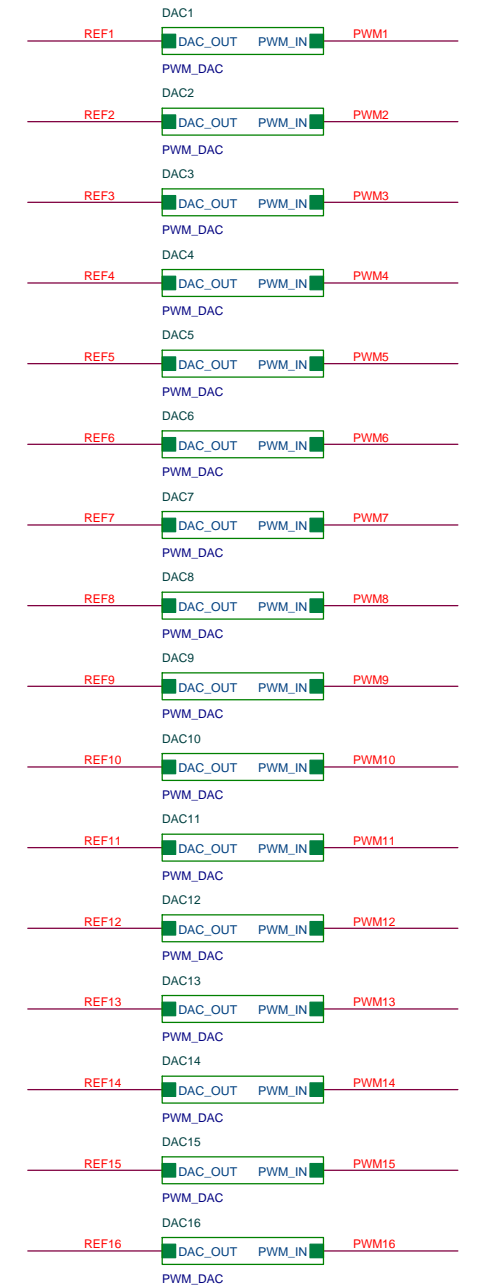 DAC1
REF1 DAC_OUT PWM_IN PWM1
PWM_DAC
DAC2
REF2 DAC_OUT PWM_IN PWM2
PWM_DAC
DAC3
REF3 DAC_OUT PWM_IN PWM3
PWM_DAC
DAC4
REF4 DAC_OUT PWM_IN PWM4
PWM_DAC
DAC5
REF5 DAC_OUT PWM_IN PWM5
PWM_DAC
DAC6
REF6 DAC_OUT PWM_IN PWM6
PWM_DAC
DAC7
REF7 DAC_OUT PWM_IN PWM7
PWM_DAC
DAC8
REF8 DAC_OUT PWM_IN PWM8
PWM_DAC
DAC9
REF9 DAC_OUT PWM_IN PWM9
PWM_DAC
DAC10
REF10 DAC_OUT PWM_IN PWM10
PWM_DAC
DAC11
REF11 DAC_OUT PWM_IN PWM11
PWM_DAC
DAC12
REF12 DAC_OUT PWM_IN PWM12
PWM_DAC
DAC13
REF13 DAC_OUT PWM_IN PWM13
PWM_DAC
DAC14
REF14 DAC_OUT PWM_IN PWM14
PWM_DAC
DAC15
REF15 DAC_OUT PWM_IN PWM15
PWM_DAC
DAC16
REF16 DAC_OUT PWM_IN PWM16
PWM_DAC